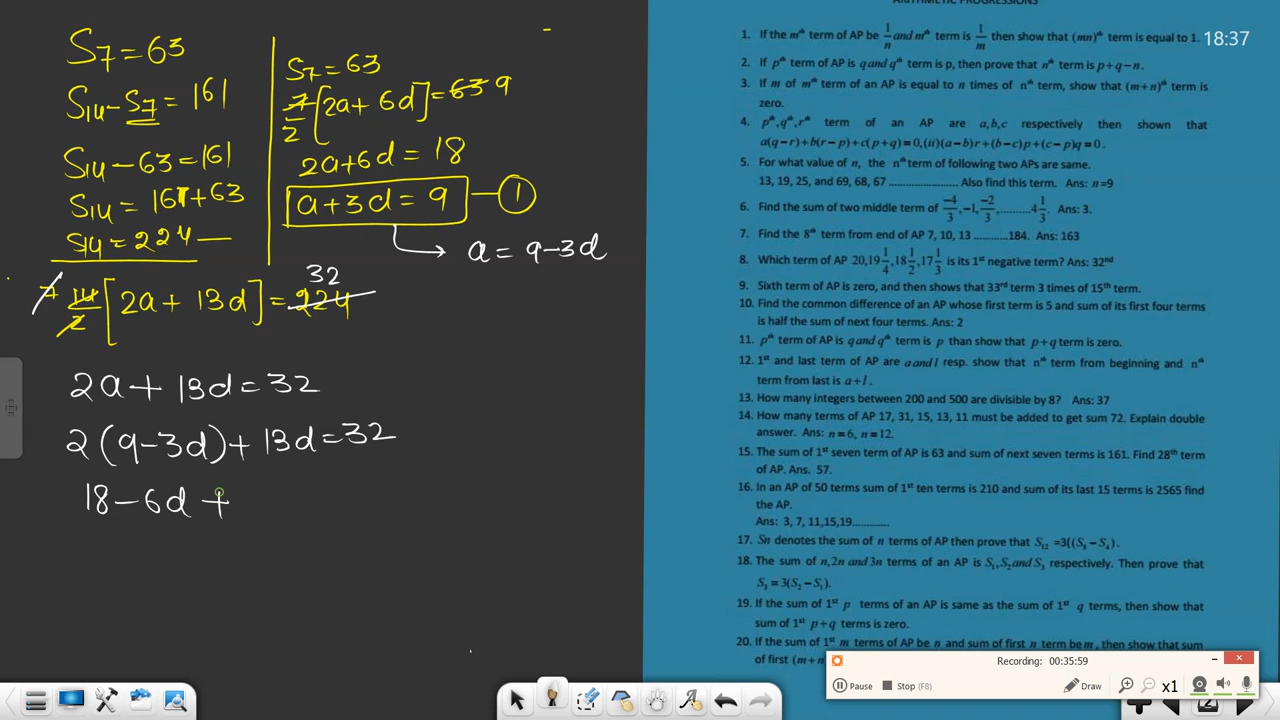 S7 = 63
S14 - S7 = 161
S14 - 63 = 161
S14 = 161 + 63
S14 = 224
S7 = 63
7/2 [2a + 6d] = 63 9
2a + 6d = 18
a + 3d = 9 — 1
a = 9 - 3d
7 14/2 [2a + 13d] = 224 32
2a + 13d = 32
2 (9 - 3d) + 13d = 32
18 - 6d +
ARITHMETIC PROGRESSIONS
18:37
1. If the mth term of AP be 1/n and mth term is 1/m then show that (mn)th term is equal to 1.
2. If pth term of AP is q and qth term is p, then prove that nth term is p+q-n.
3. If m of mth term of an AP is equal to n times of nth term, show that (m+n)th term is
zero.
4. pth, qth, rth term of an AP are a,b,c respectively then shown that
a(q-r)+b(r-p)+c(p+q)=0,(ii)(a-b)r+(b-c)p+(c-p)q=0.
5. For what value of n, the nth term of following two APs are same.
13, 19, 25, and 69, 68, 67 ........................ Also find this term. Ans: n=9
6. Find the sum of two middle term of -4/3, -1, -2/3, ..........4 1/3. Ans: 3.
7. Find the 8th term from end of AP 7, 10, 13 ............184. Ans: 163
8. Which term of AP 20,19 1/4, 18 1/2, 17 1/3 is its 1st negative term? Ans: 32nd
9. Sixth term of AP is zero, and then shows that 33rd term 3 times of 15th term.
10. Find the common difference of an AP whose first term is 5 and sum of its first four terms
is half the sum of next four terms. Ans: 2
11. pth term of AP is q and qth term is p than show that p+q term is zero.
12. 1st and last term of AP are a and l resp. show that nth term from beginning and nth
term from last is a+l.
13. How many integers between 200 and 500 are divisible by 8? Ans: 37
14. How many terms of AP 17, 31, 15, 13, 11 must be added to get sum 72. Explain double
answer. Ans: n=6, n=12.
15. The sum of 1st seven term of AP is 63 and sum of next seven terms is 161. Find 28th term
of AP. Ans. 57.
16. In an AP of 50 terms sum of 1st ten terms is 210 and sum of its last 15 terms is 2565 find
the AP.
Ans: 3, 7, 11,15,19............
17. Sn denotes the sum of n terms of AP then prove that S12 =3((S8 - S4).
18. The sum of n,2n and 3n terms of an AP is S1,S2 and S3 respectively. Then prove that
S3 = 3(S2 - S1).
19. If the sum of 1st p terms of an AP is same as the sum of 1st q terms, then show that
sum of 1st p+q terms is zero.
20. If the sum of 1st m terms of AP be n and sum of first n term be m, then show that sum
of first (m+n
Recording: 00:35:59
Pause Stop (F8) Draw x1
2